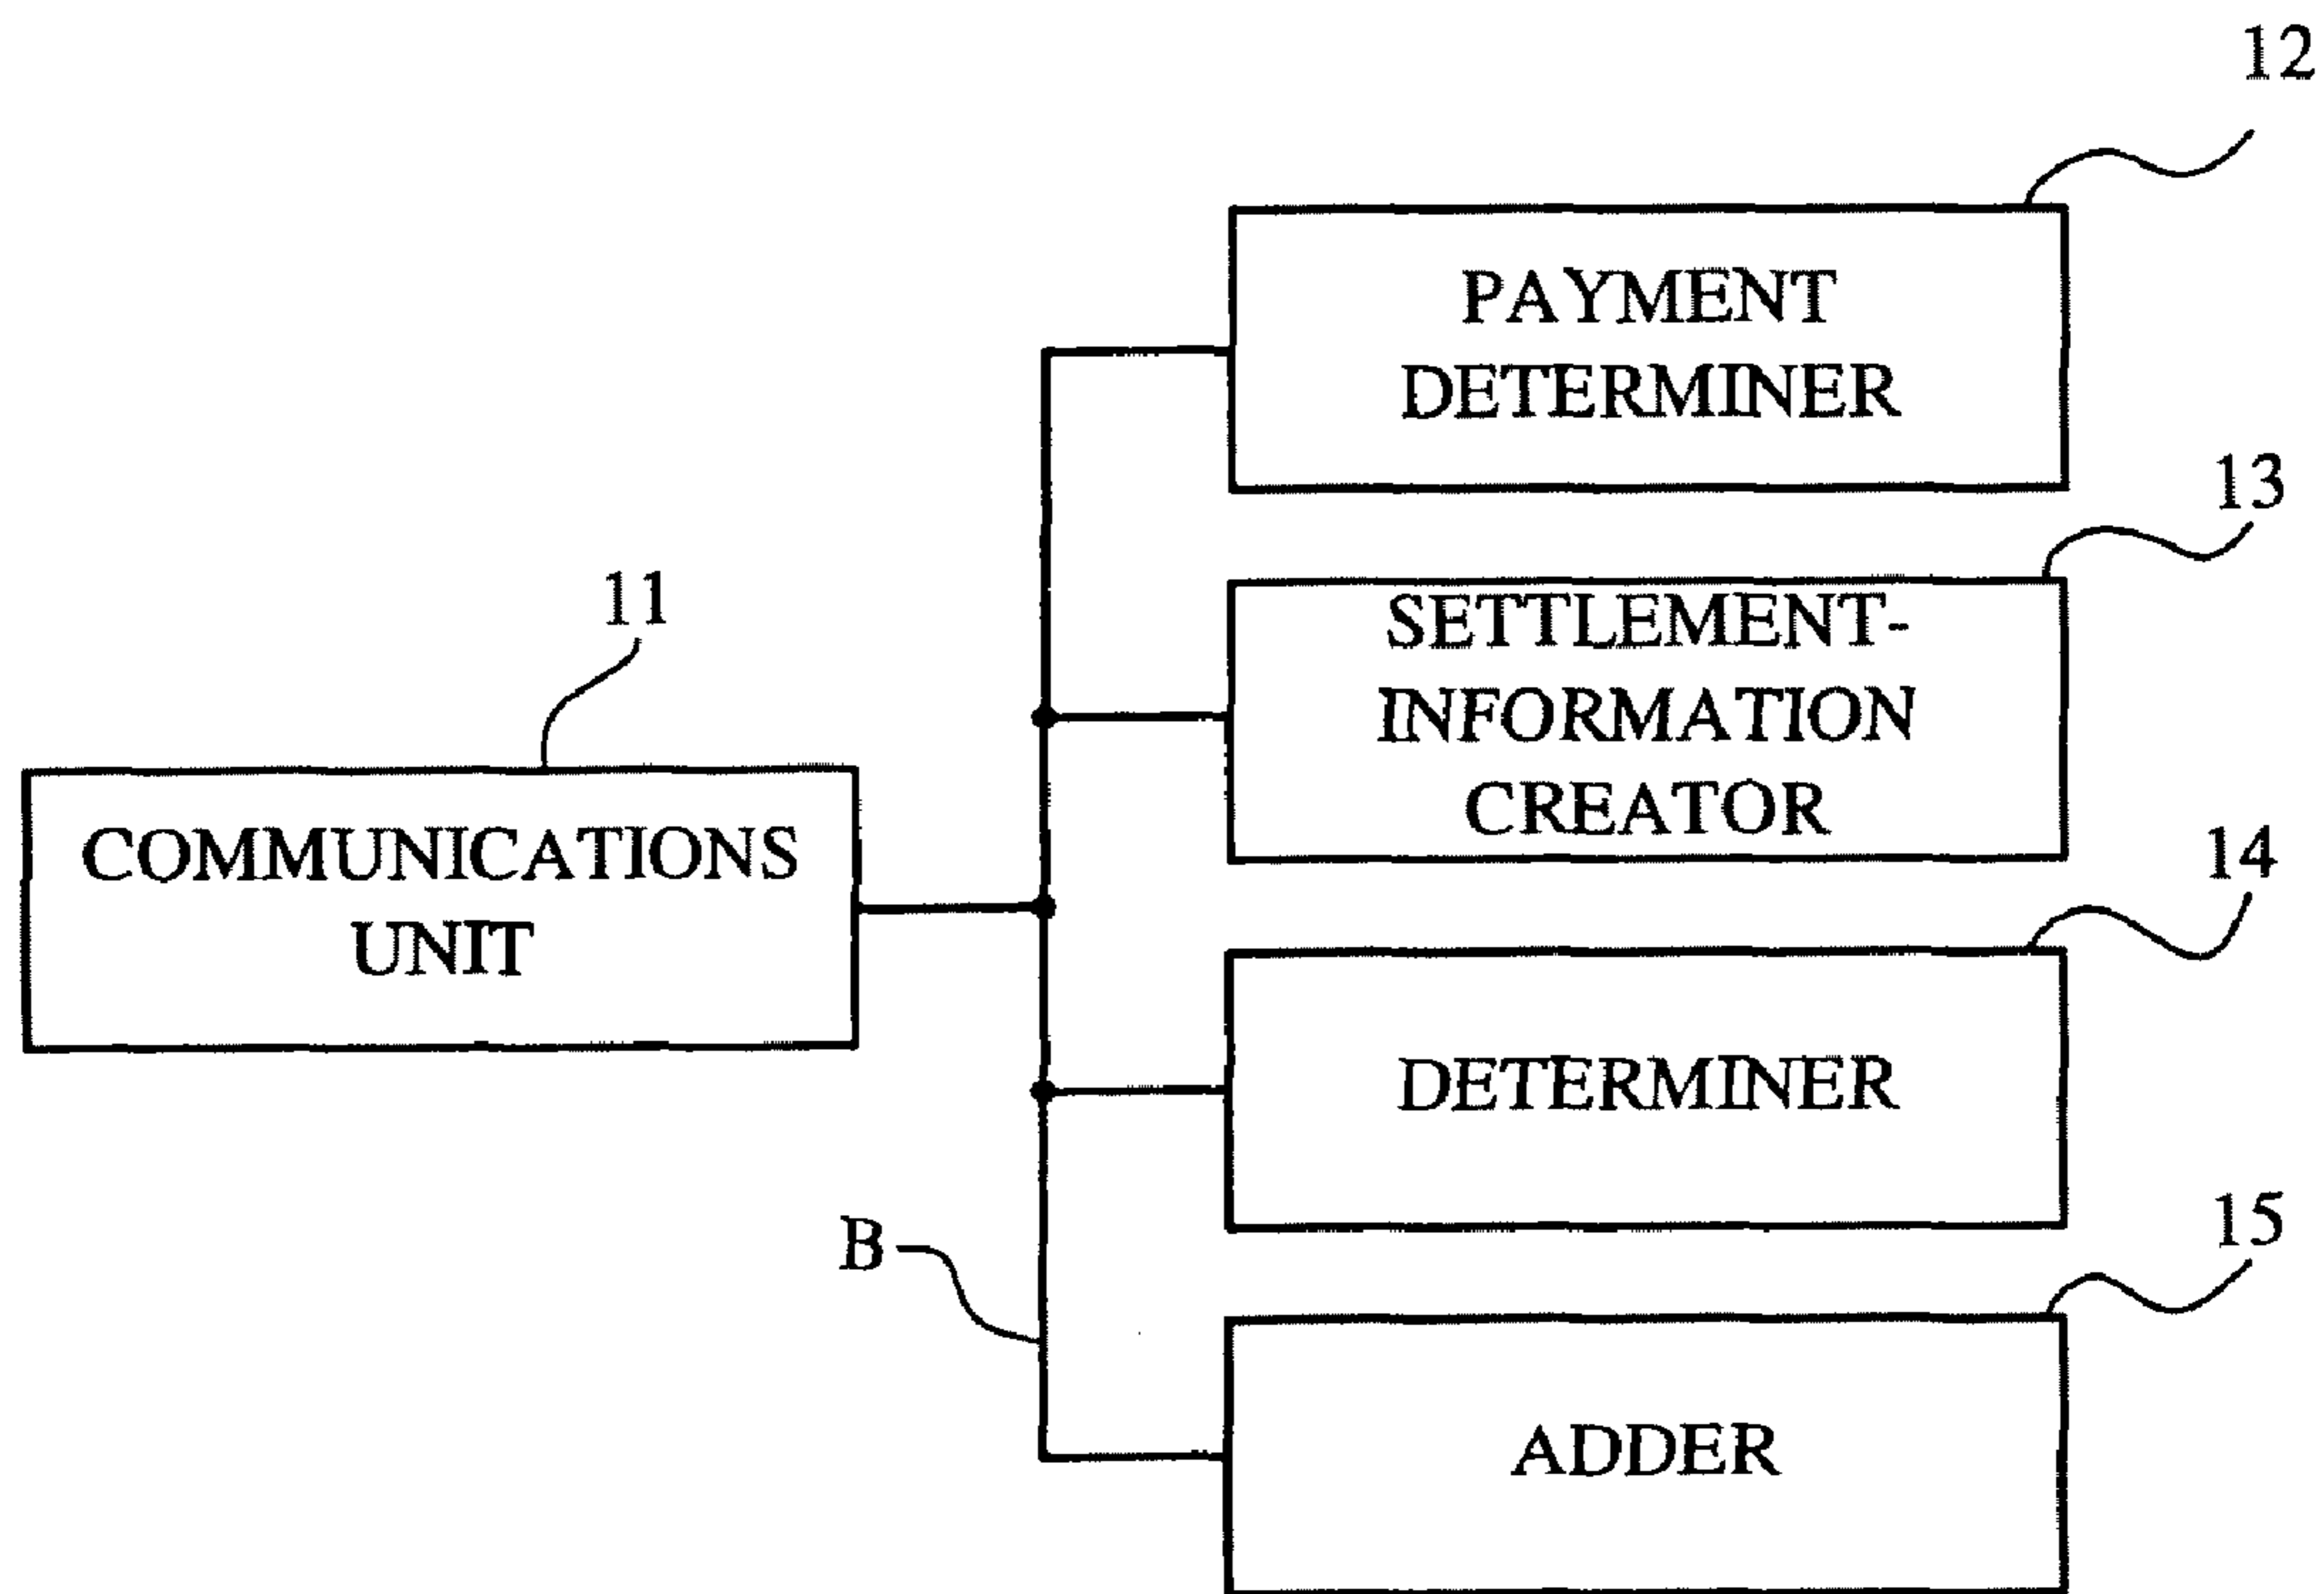 12
PAYMENT
DETERMINER
13
SETTLEMENT-
INFORMATION
CREATOR
11
COMMUNICATIONS
UNIT
14
DETERMINER
B
15
ADDER